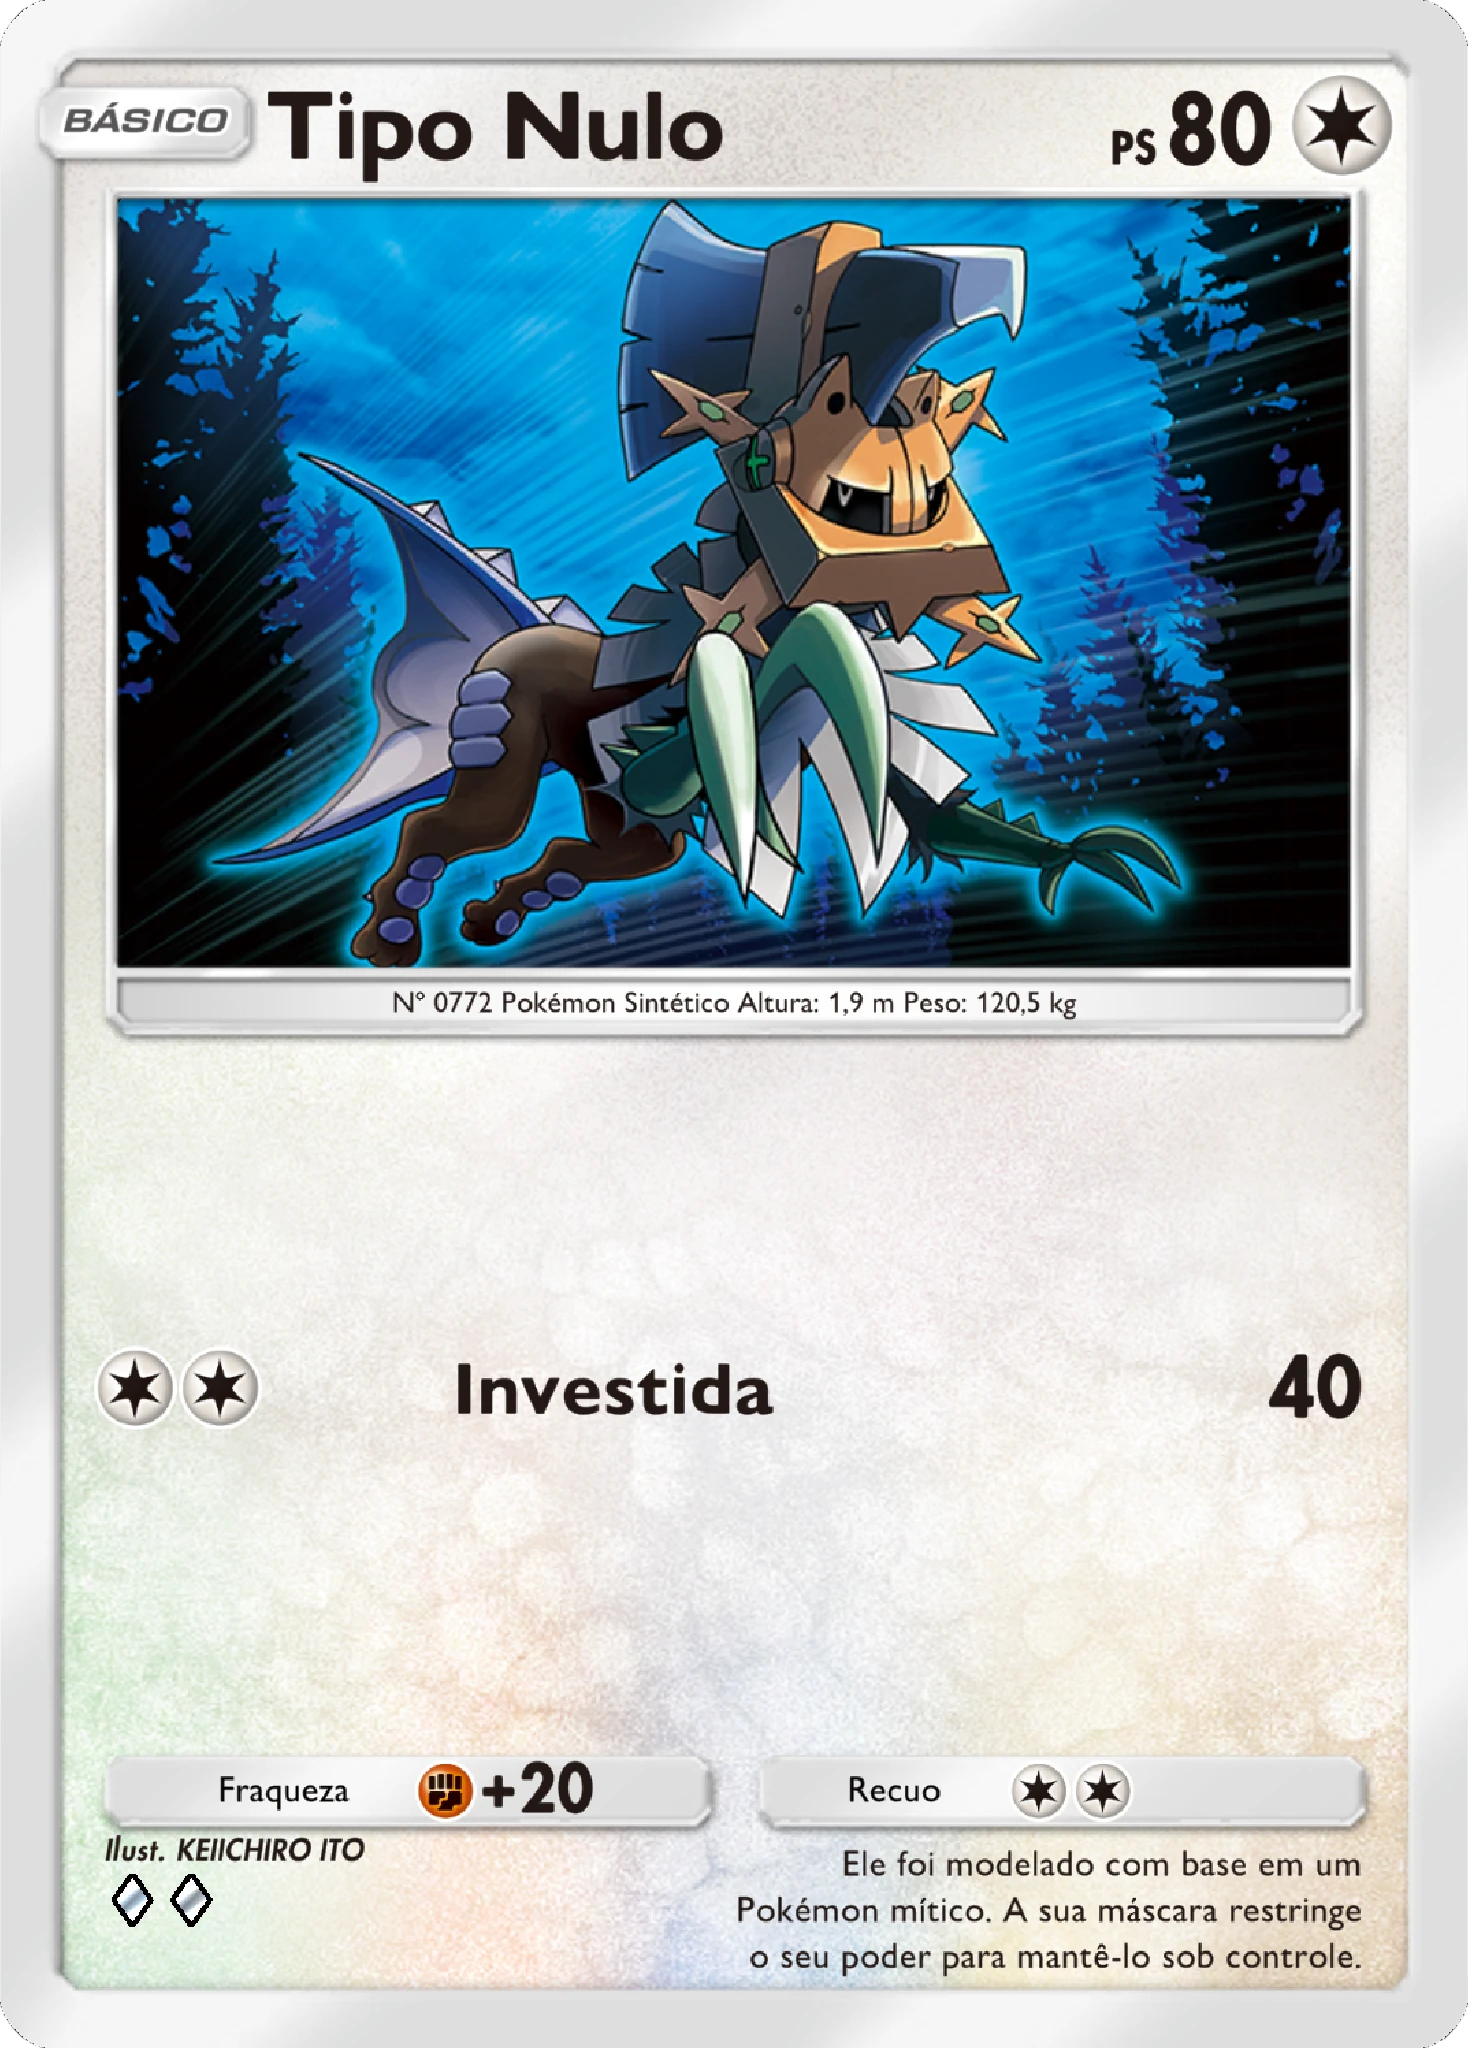 BÁSICO Tipo Nulo PS 80
Nº 0772 Pokémon Sintético Altura: 1,9 m Peso: 120,5 kg
Investida 40
Fraqueza +20 Recuo
Ilust. KEIICHIRO ITO
Ele foi modelado com base em um
Pokémon mítico. A sua máscara restringe
o seu poder para mantê-lo sob controle.